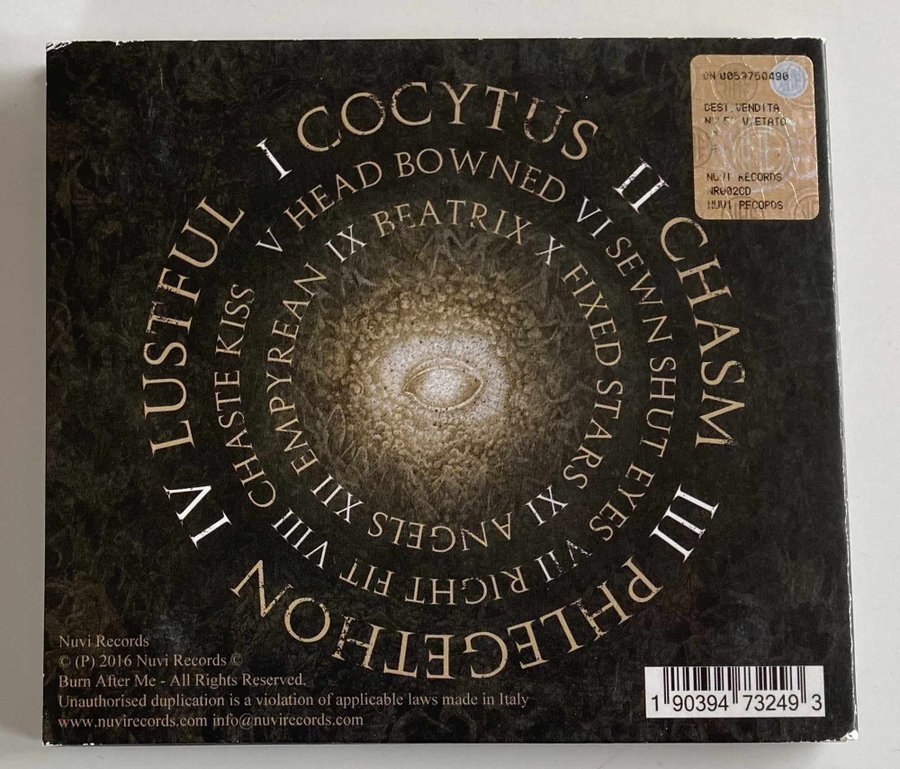 I COCYTUS
II CHASM
III PHLEGETHON
IV LUSTFUL
V HEAD BOWNED
VI SEWN SHUT EYES
VII RIGHT FIT
VIII CHASTE KISS
IX BEATRIX
X FIXED STARS
XI ANGELS
XII EMPYREAN
VENDITA
NUVI RECORDS
NR002CD
NUVI RECORDS
Nuvi Records
© (P) 2016 Nuvi Records ©
Burn After Me - All Rights Reserved.
Unauthorised duplication is a violation of applicable laws made in Italy
www.nuvirecords.com info@nuvirecords.com
1 90394 73249 3